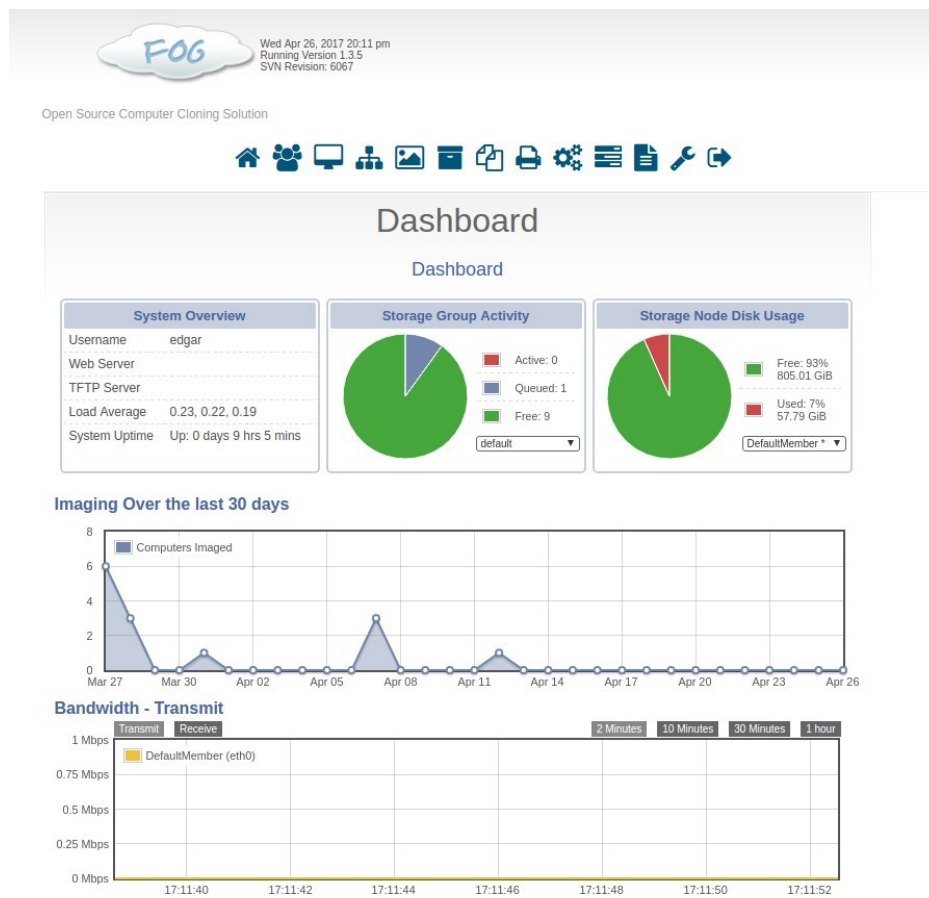 FOG
Wed Apr 26, 2017 20:11 pm
Running Version 1.3.5
SVN Revision: 6067
Open Source Computer Cloning Solution
Dashboard
Dashboard
System Overview
Username edgar
Web Server
TFTP Server
Load Average 0.23, 0.22, 0.19
System Uptime Up: 0 days 9 hrs 5 mins
Storage Group Activity
Active: 0
Queued: 1
Free: 9
default
Storage Node Disk Usage
Free: 93%
805.01 GiB
Used: 7%
57.79 GiB
DefaultMember *
Imaging Over the last 30 days
Computers Imaged
8
6
4
2
0
Mar 27 Mar 30 Apr 02 Apr 05 Apr 08 Apr 11 Apr 14 Apr 17 Apr 20 Apr 23 Apr 26
Bandwidth - Transmit
Transmit Receive 2 Minutes 10 Minutes 30 Minutes 1 hour
DefaultMember (eth0)
1 Mbps
0.75 Mbps
0.5 Mbps
0.25 Mbps
0 Mbps
17:11:40 17:11:42 17:11:44 17:11:46 17:11:48 17:11:50 17:11:52